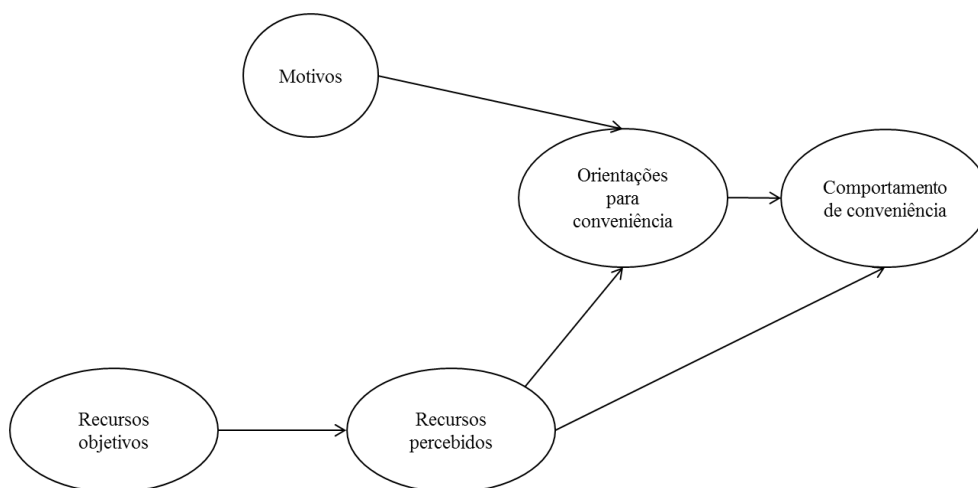 Motivos
Orientações
para
conveniência
Comportamento
de conveniência
Recursos
objetivos
Recursos
percebidos